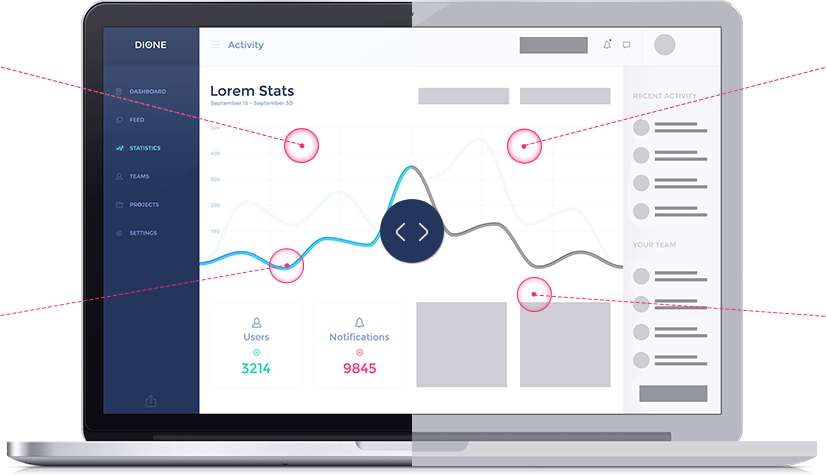 DIONE
Activity
DASHBOARD
FEED
STATISTICS
TEAMS
PROJECTS
SETTINGS
Lorem Stats
September 15 - September 30
500
400
300
200
100
Users
3214
Notifications
9845
RECENT ACTIVITY
YOUR TEAM